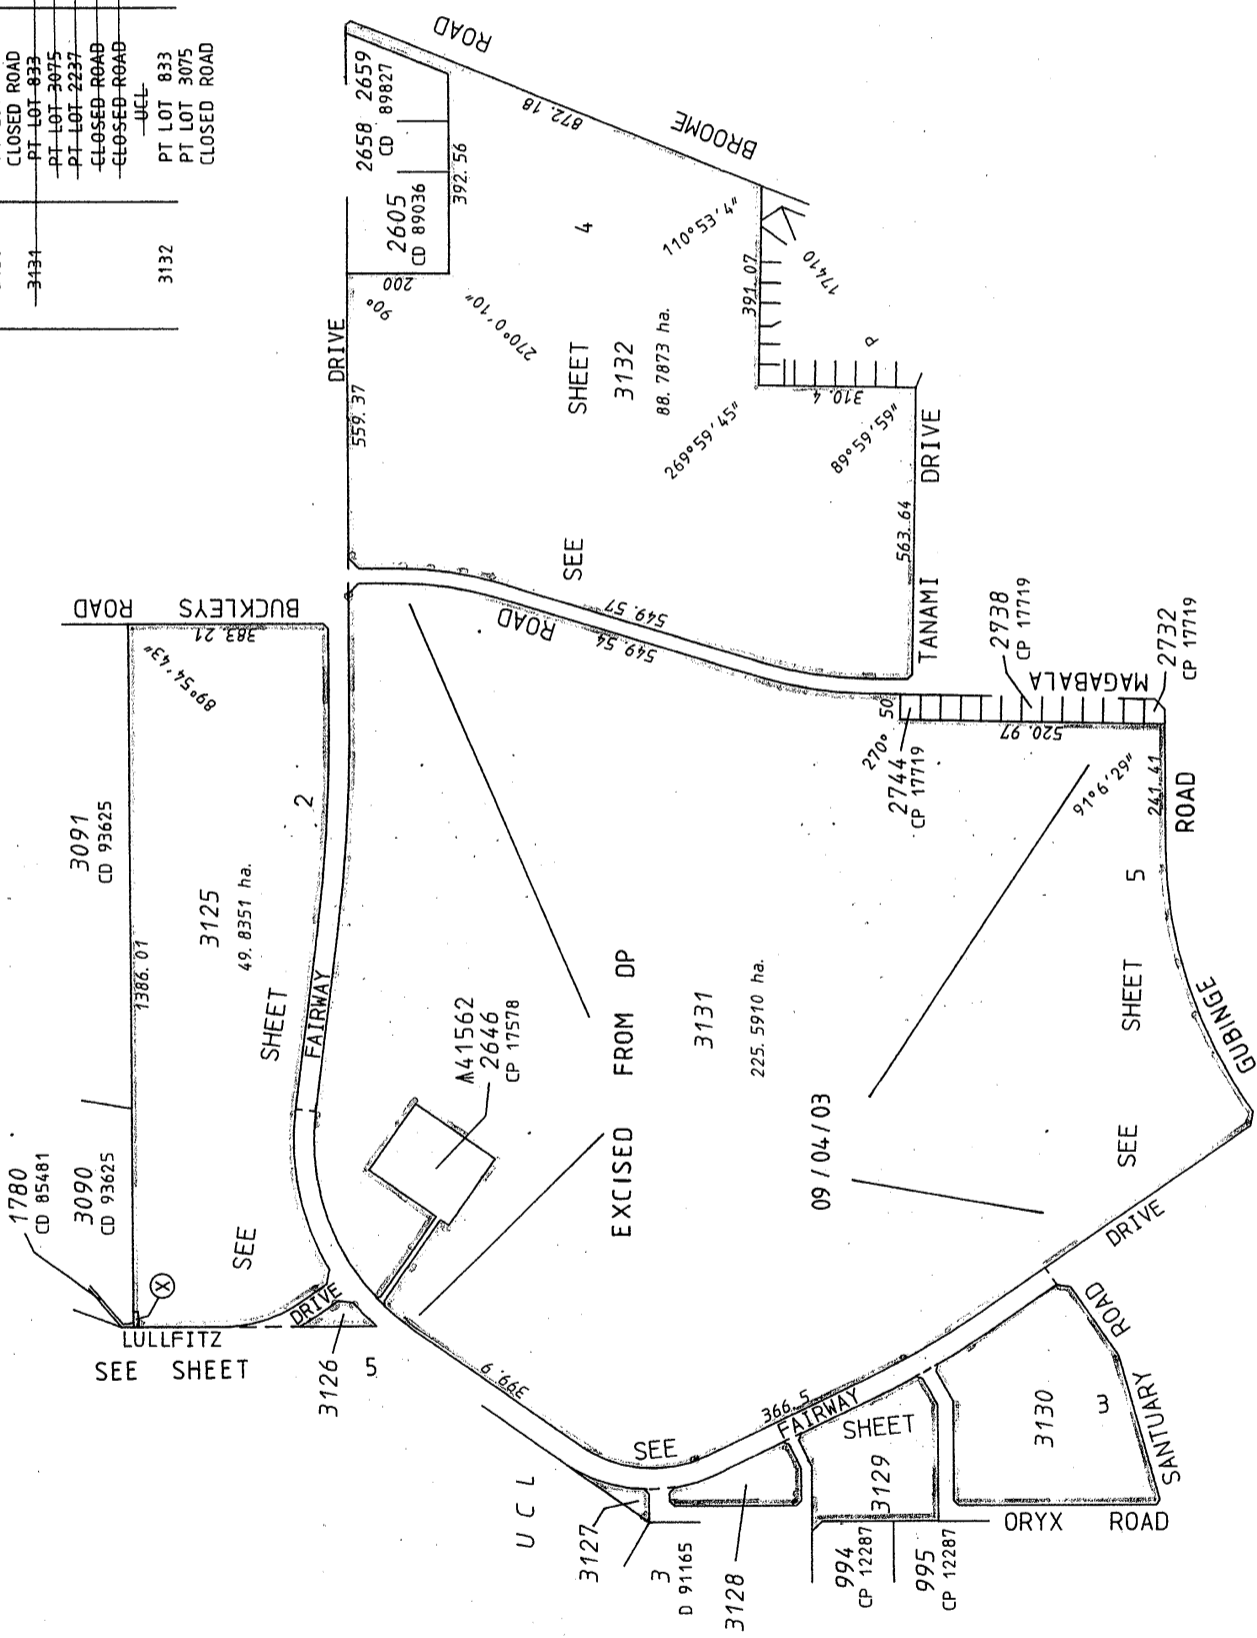 CLOSED ROAD
3131
PT LOT 833
PT LOT 3075
PT LOT 2237
CLOSED ROAD
CLOSED ROAD
UCL
3132
PT LOT 833
PT LOT 3075
CLOSED ROAD
1780
CD 85481
3090
CD 93625
3091
CD 93625
1386.01
X
LULLFITZ
DRIVE
SEE SHEET 5
3126
SEE SHEET 2
3125
49.8351 ha.
89°54'43"
383.21
BUCKLEYS ROAD
FAIRWAY
DRIVE
559.37
90°
200
2605
CD 89036
2658 2659
CD 89827
392.56
270°0'10"
872.18
BROOME ROAD
110°53'4"
391.07
17410
P
310.4
269°59'45"
89°59'59"
SEE SHEET 4
3132
88.7873 ha.
563.64
TANAMI DRIVE
ROAD
549.57
549.54
270°
50
2744
CP 17719
2738
CP 17719
MAGABALA
2732
CP 17719
520.97
91°6'29"
241.41
ROAD
GUBINGE
SEE SHEET 5
A41562
2646
CP 17578
EXCISED FROM DP
3131
225.5910 ha.
09/04/03
399.9
366.5
UCL
3127
3
D 91165
3128
SEE SHEET 3
FAIRWAY
DRIVE
3129
994
CP 12287
995
CP 12287
3130
ORYX ROAD
SANTUARY ROAD